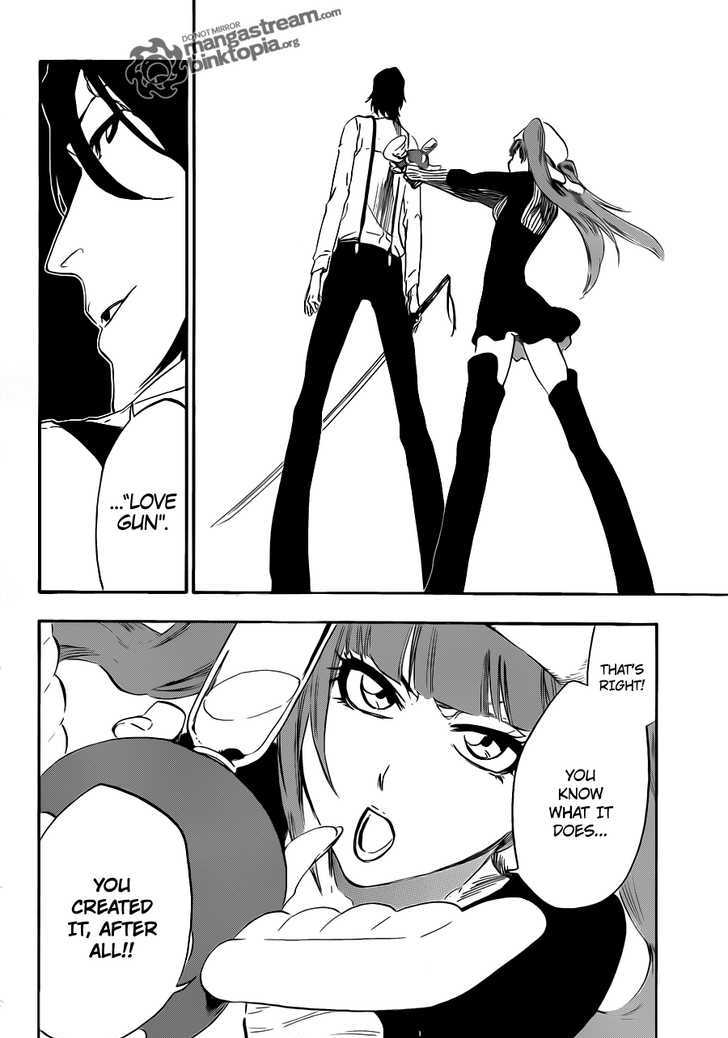 DO NOT MIRROR
mangastream.com
binktopia.org
THAT'S
RIGHT!
YOU
KNOW
WHAT IT
DOES...
YOU
CREATED
IT, AFTER
ALL!!
..."LOVE
GUN".